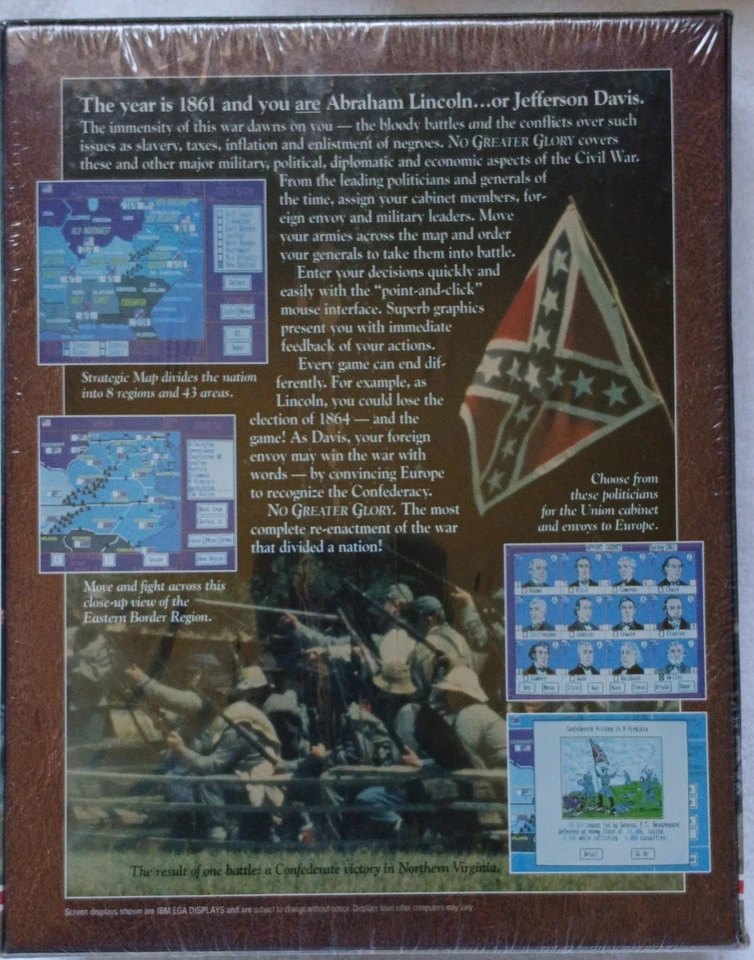 The year is 1861 and you are Abraham Lincoln...or Jefferson Davis.
The immensity of this war dawns on you — the bloody battles and the conflicts over such
issues as slavery, taxes, inflation and enlistment of negroes. NO GREATER GLORY covers
these and other major military, political, diplomatic and economic aspects of the Civil War.
From the leading politicians and generals of
the time, assign your cabinet members, for-
eign envoy and military leaders. Move
your armies across the map and order
your generals to take them into battle.
Enter your decisions quickly and
easily with the "point-and-click"
mouse interface. Superb graphics
present you with immediate
feedback of your actions.
Every game can end dif-
ferently. For example, as
Lincoln, you could lose the
election of 1864 — and the
game! As Davis, your foreign
envoy may win the war with
words — by convincing Europe
to recognize the Confederacy.
NO GREATER GLORY. The most
complete re-enactment of the war
that divided a nation!
Strategic Map divides the nation
into 8 regions and 43 areas.
Move and fight across this
close-up view of the
Eastern Border Region.
Choose from
these politicians
for the Union cabinet
and envoys to Europe.
Confederate Victory in N Virginia
The result of one battle: a Confederate victory in Northern Virginia.
Screen displays shown are IBM EGA DISPLAYS and are subject to change without notice. Displays from other computers may vary.